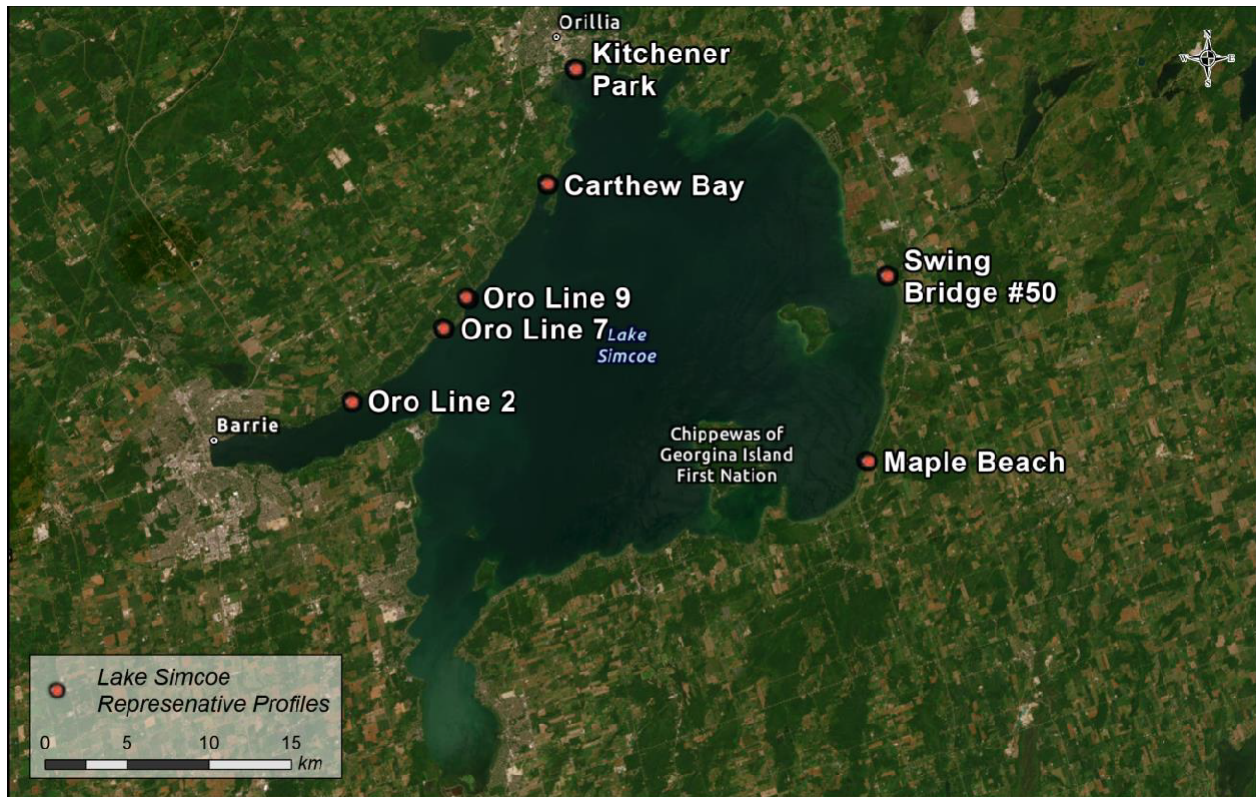 Orillia
N
W E
S
Kitchener
Park
Carthew Bay
Swing
Bridge #50
Oro Line 9
Oro Line 7
Lake
Simcoe
Oro Line 2
Barrie
Chippewas of
Georgina Island
First Nation
Maple Beach
Lake Simcoe
Represenative Profiles
0 5 10 15
km